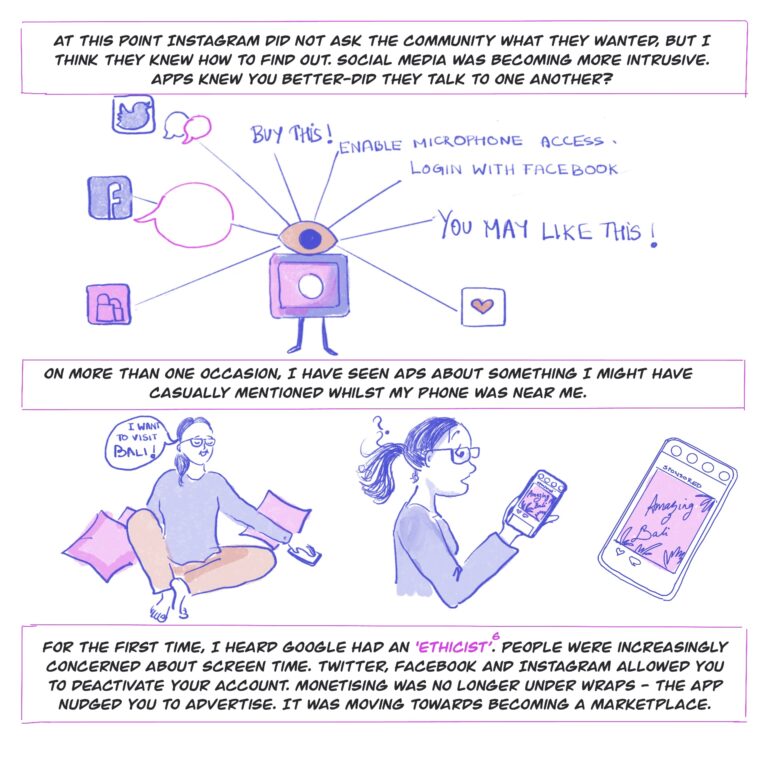 AT THIS POINT INSTAGRAM DID NOT ASK THE COMMUNITY WHAT THEY WANTED, BUT I
THINK THEY KNEW HOW TO FIND OUT. SOCIAL MEDIA WAS BECOMING MORE INTRUSIVE.
APPS KNEW YOU BETTER-DID THEY TALK TO ONE ANOTHER?
BUY THIS!
ENABLE MICROPHONE ACCESS.
LOGIN WITH FACEBOOK
f
YOU MAY LIKE THIS!
ON MORE THAN ONE OCCASION, I HAVE SEEN ADS ABOUT SOMETHING I MIGHT HAVE
CASUALLY MENTIONED WHILST MY PHONE WAS NEAR ME.
I WANT
TO VISIT
BALI!
??
Amazing
Bali
SPONSORED
Amazing
Bali
FOR THE FIRST TIME, I HEARD GOOGLE HAD AN 'ETHICIST'6. PEOPLE WERE INCREASINGLY
CONCERNED ABOUT SCREEN TIME. TWITTER, FACEBOOK AND INSTAGRAM ALLOWED YOU
TO DEACTIVATE YOUR ACCOUNT. MONETISING WAS NO LONGER UNDER WRAPS - THE APP
NUDGED YOU TO ADVERTISE. IT WAS MOVING TOWARDS BECOMING A MARKETPLACE.